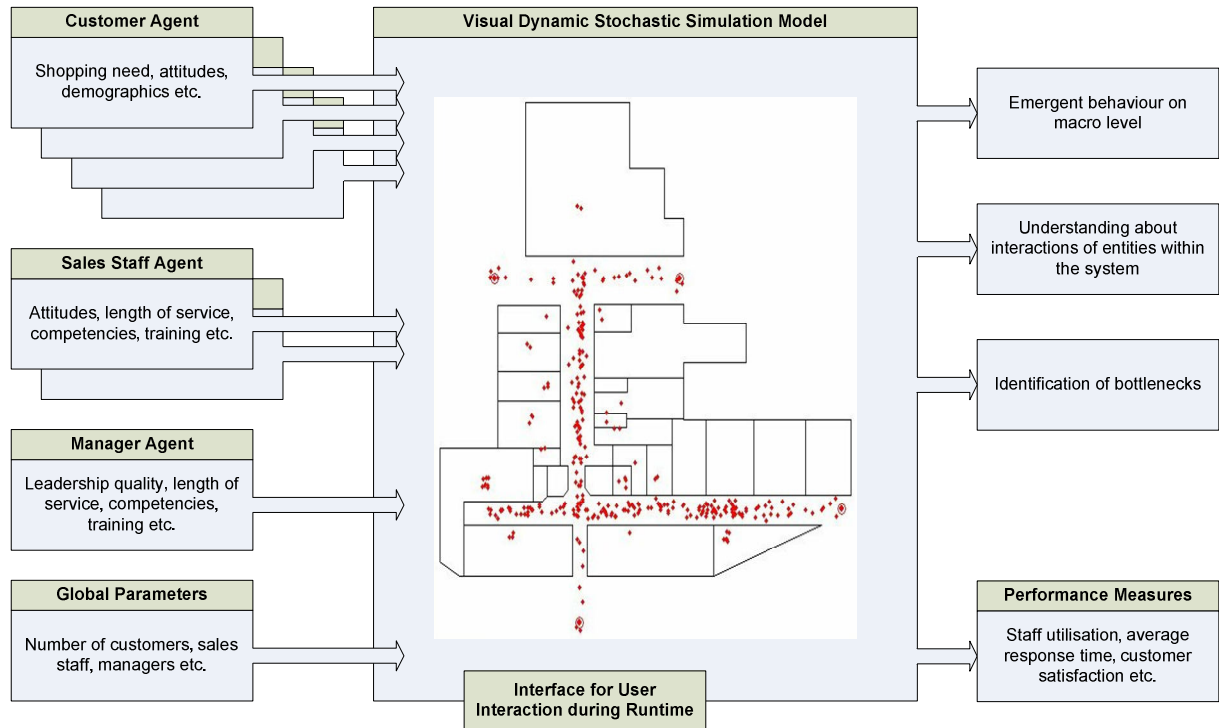 Customer Agent
Shopping need, attitudes,
demographics etc.
Sales Staff Agent
Attitudes, length of service,
competencies, training etc.
Manager Agent
Leadership quality, length of
service, competencies,
training etc.
Global Parameters
Number of customers, sales
staff, managers etc.
Visual Dynamic Stochastic Simulation Model
Interface for User
Interaction during Runtime
Emergent behaviour on
macro level
Understanding about
interactions of entities within
the system
Identification of bottlenecks
Performance Measures
Staff utilisation, average
response time, customer
satisfaction etc.